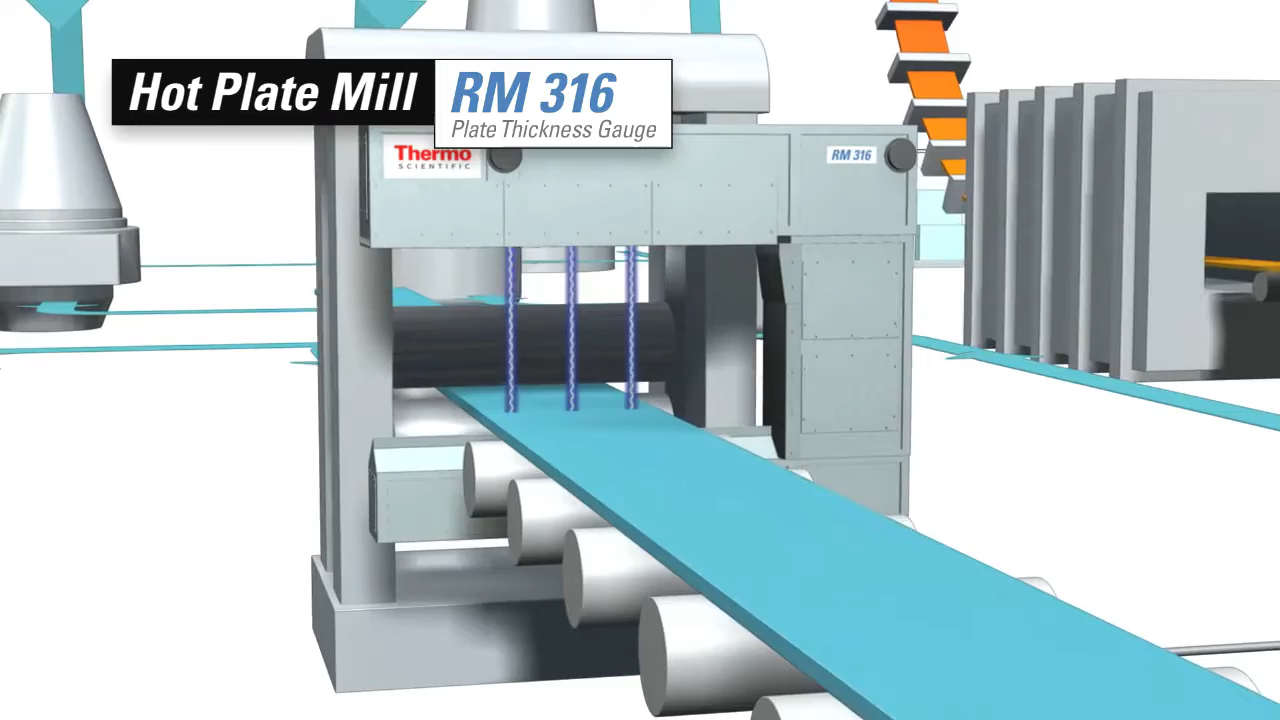 Hot Plate Mill
RM 316
Plate Thickness Gauge
Thermo
SCIENTIFIC
RM 316